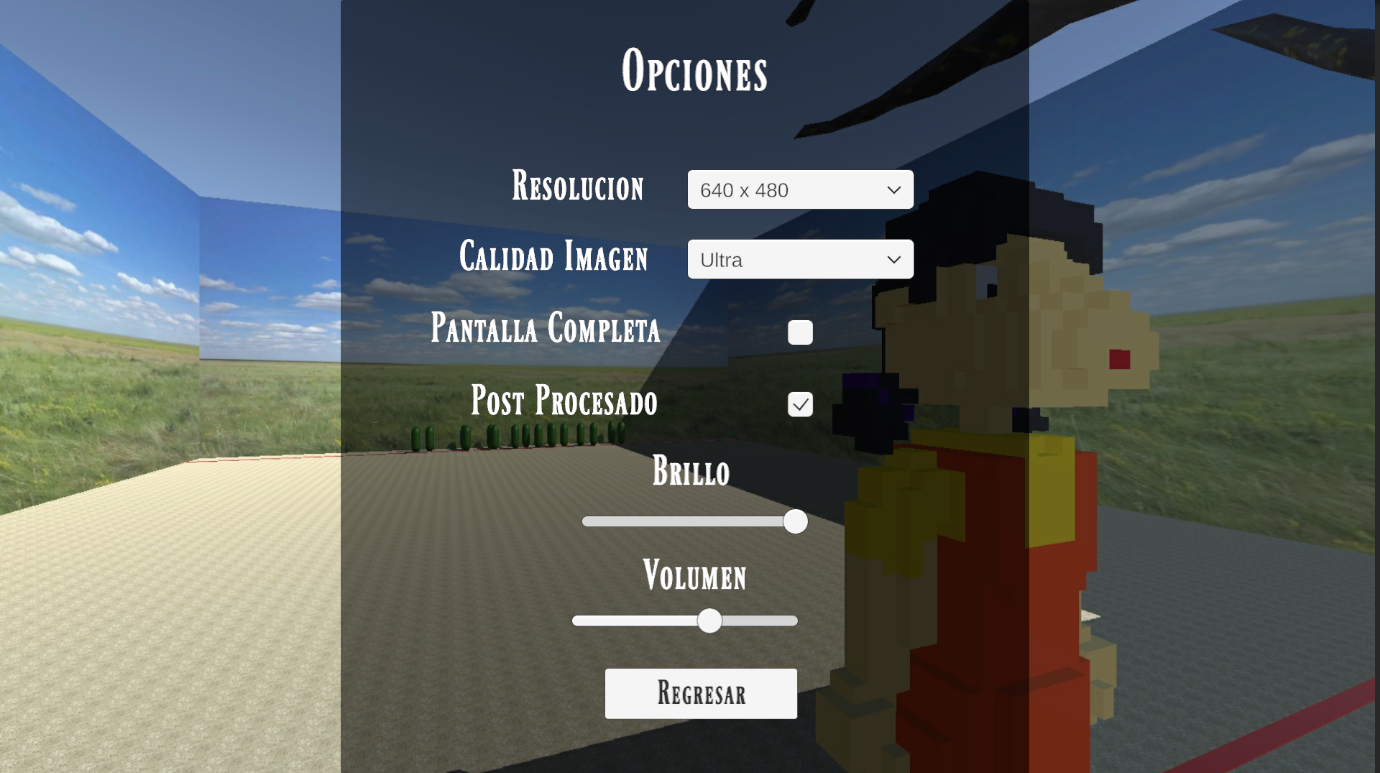 Opciones
Resolucion 640 x 480
Calidad Imagen Ultra
Pantalla Completa
Post Procesado
Brillo
Volumen
Regresar